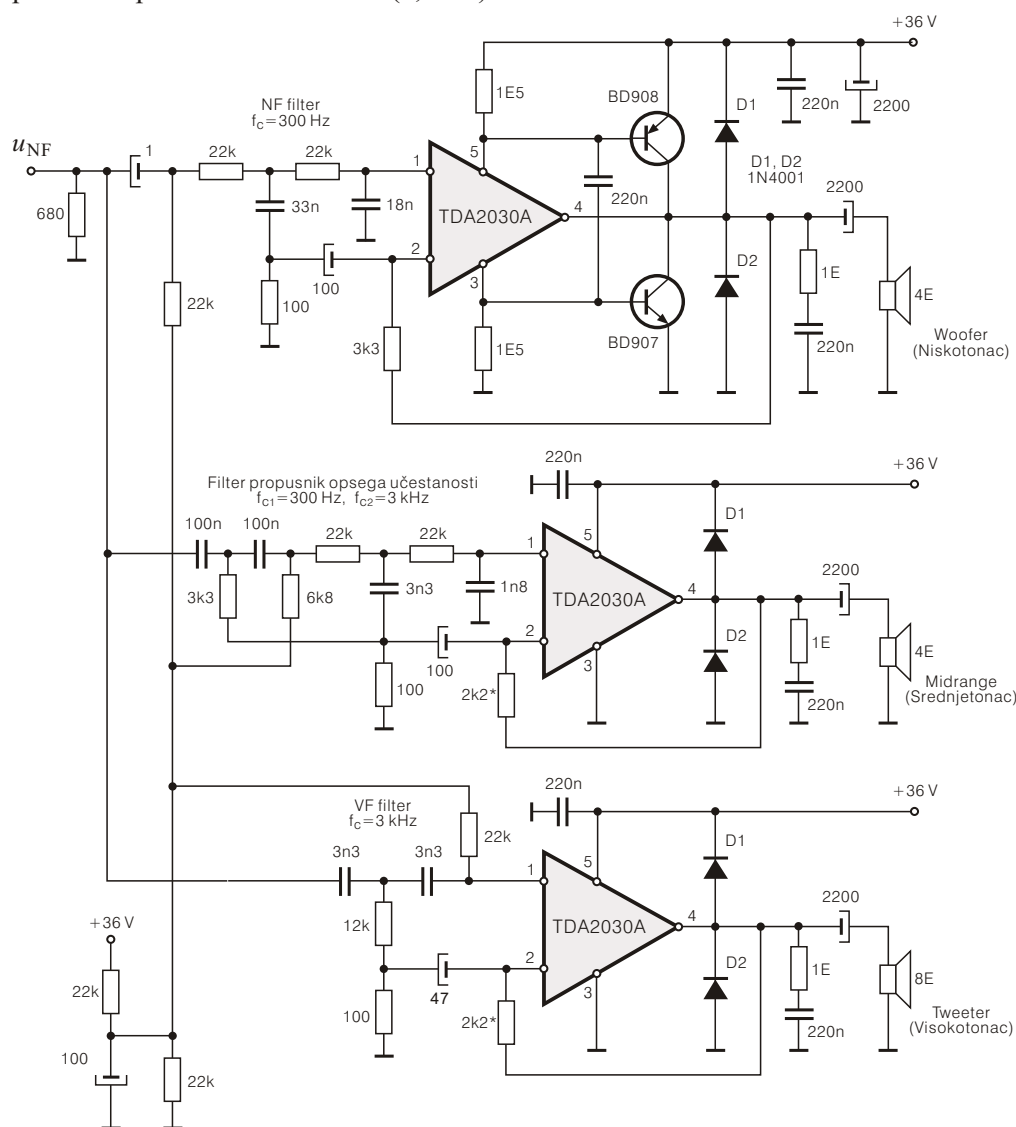 +36 V
1E5
BD908
D1
220n
2200
NF filter
fC=300 Hz
uNF
1
22k
22k
1
5
D1, D2
1N4001
680
33n
18n
TDA2030A
4
220n
2200
2
3
D2
1E
4E
22k
100
100
3k3
1E5
BD907
220n
Woofer
(Niskotonac)
220n
+36 V
Filter propusnik opsega učestanosti
fC1=300 Hz, fC2=3 kHz
D1
100n
100n
22k
22k
1
5
2200
3k3
6k8
3n3
1n8
TDA2030A
4
2
3
D2
1E
4E
100
100
2k2*
220n
Midrange
(Srednjetonac)
220n
+36 V
VF filter
fC=3 kHz
22k
D1
3n3
3n3
1
5
2200
+36 V
12k
TDA2030A
4
2
3
D2
1E
8E
22k
47
100
2k2*
220n
Tweeter
(Visokotonac)
100
22k